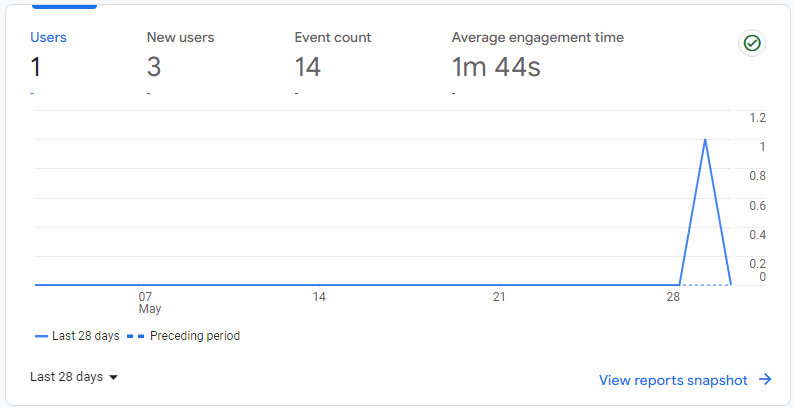 Users New users Event count Average engagement time
1 3 14 1m 44s
- - - -
1.2
1
0.8
0.6
0.4
0.2
0
07 14 21 28
May
Last 28 days Preceding period
Last 28 days View reports snapshot